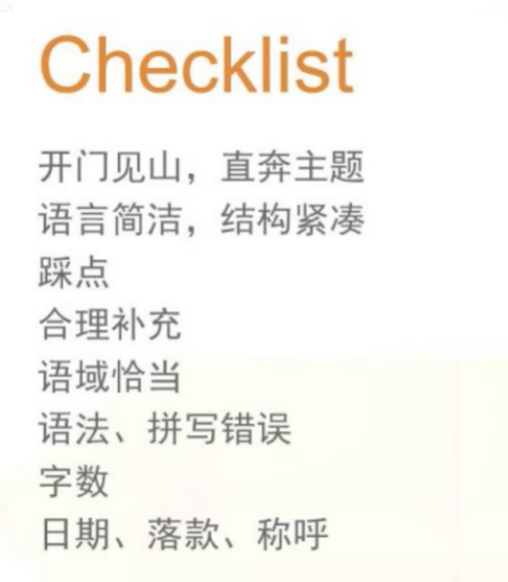 Checklist
开门见山，直奔主题
语言简洁，结构紧凑
踩点
合理补充
语域恰当
语法、拼写错误
字数
日期、落款、称呼